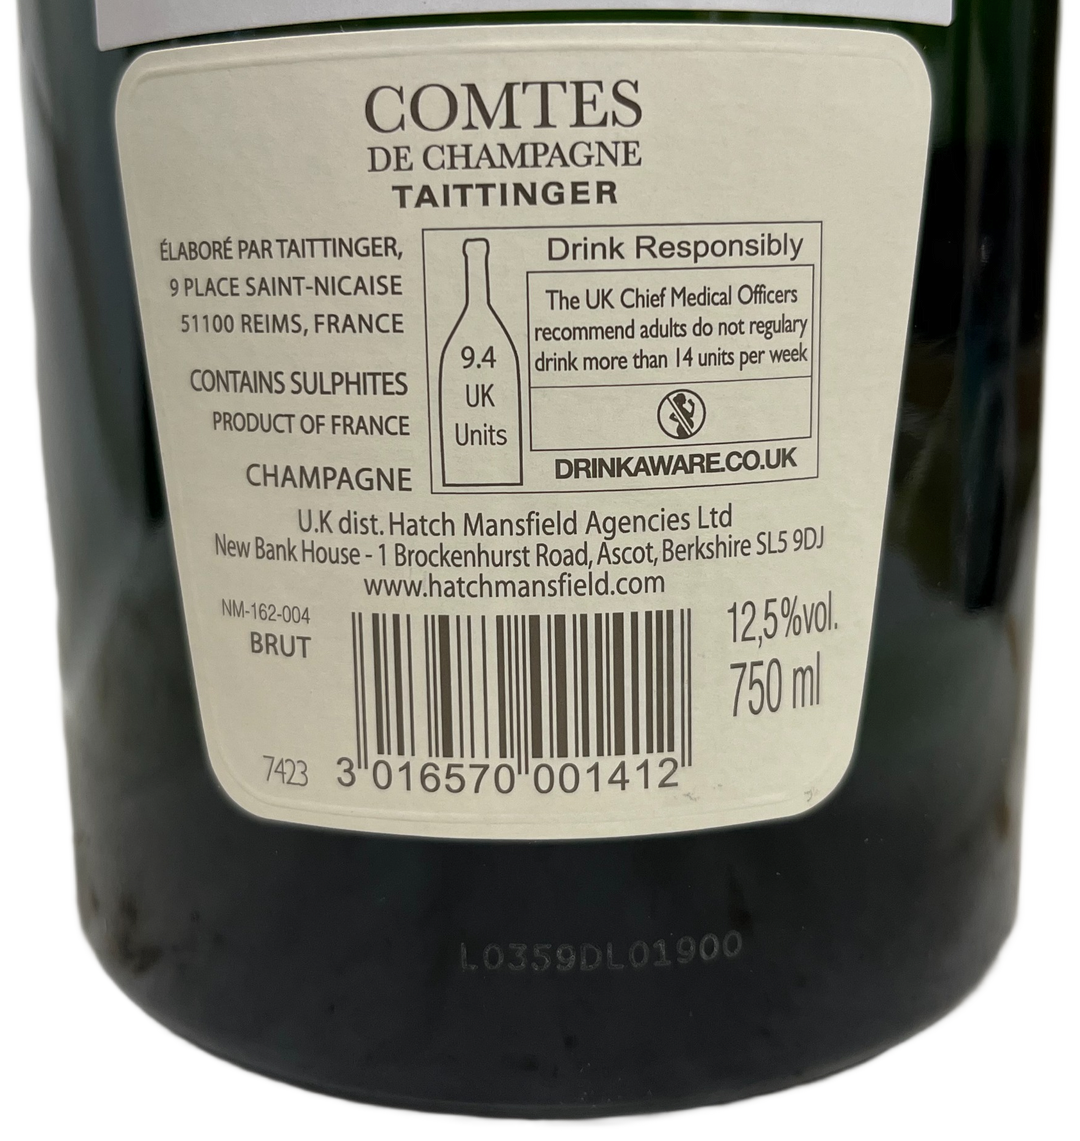 COMTES
DE CHAMPAGNE
TAITTINGER
ÉLABORÉ PAR TAITTINGER,
9 PLACE SAINT-NICAISE
51100 REIMS, FRANCE
CONTAINS SULPHITES
PRODUCT OF FRANCE
CHAMPAGNE
9.4
UK
Units
Drink Responsibly
The UK Chief Medical Officers
recommend adults do not regulary
drink more than 14 units per week
DRINKAWARE.CO.UK
U.K dist. Hatch Mansfield Agencies Ltd
New Bank House - 1 Brockenhurst Road, Ascot, Berkshire SL5 9DJ
www.hatchmansfield.com
NM-162-004
BRUT
12,5%vol.
750 ml
7423
3 016570 001412
L0359DL01900